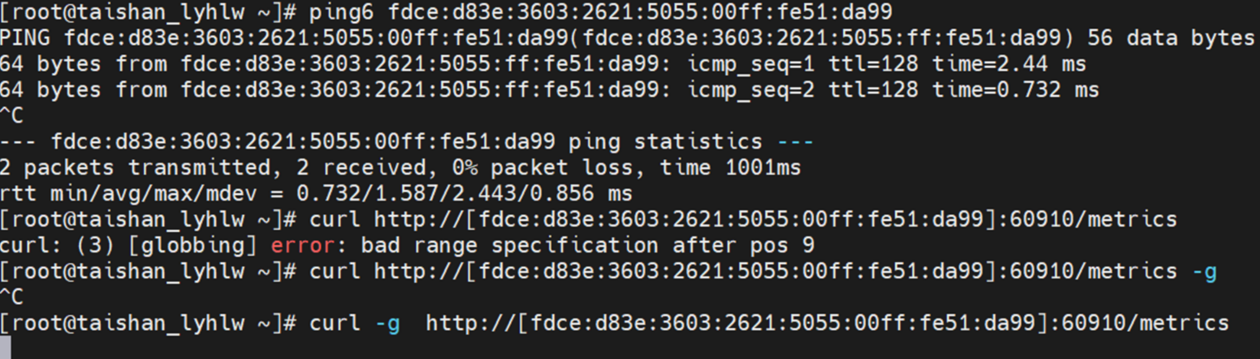 [root@taishan_lyhlw ~]# ping6 fdce:d83e:3603:2621:5055:00ff:fe51:da99
PING fdce:d83e:3603:2621:5055:00ff:fe51:da99(fdce:d83e:3603:2621:5055:ff:fe51:da99) 56 data bytes
64 bytes from fdce:d83e:3603:2621:5055:ff:fe51:da99: icmp_seq=1 ttl=128 time=2.44 ms
64 bytes from fdce:d83e:3603:2621:5055:ff:fe51:da99: icmp_seq=2 ttl=128 time=0.732 ms
^C
--- fdce:d83e:3603:2621:5055:00ff:fe51:da99 ping statistics ---
2 packets transmitted, 2 received, 0% packet loss, time 1001ms
rtt min/avg/max/mdev = 0.732/1.587/2.443/0.856 ms
[root@taishan_lyhlw ~]# curl http://[fdce:d83e:3603:2621:5055:00ff:fe51:da99]:60910/metrics
curl: (3) [globbing] error: bad range specification after pos 9
[root@taishan_lyhlw ~]# curl http://[fdce:d83e:3603:2621:5055:00ff:fe51:da99]:60910/metrics -g
^C
[root@taishan_lyhlw ~]# curl -g  http://[fdce:d83e:3603:2621:5055:00ff:fe51:da99]:60910/metrics